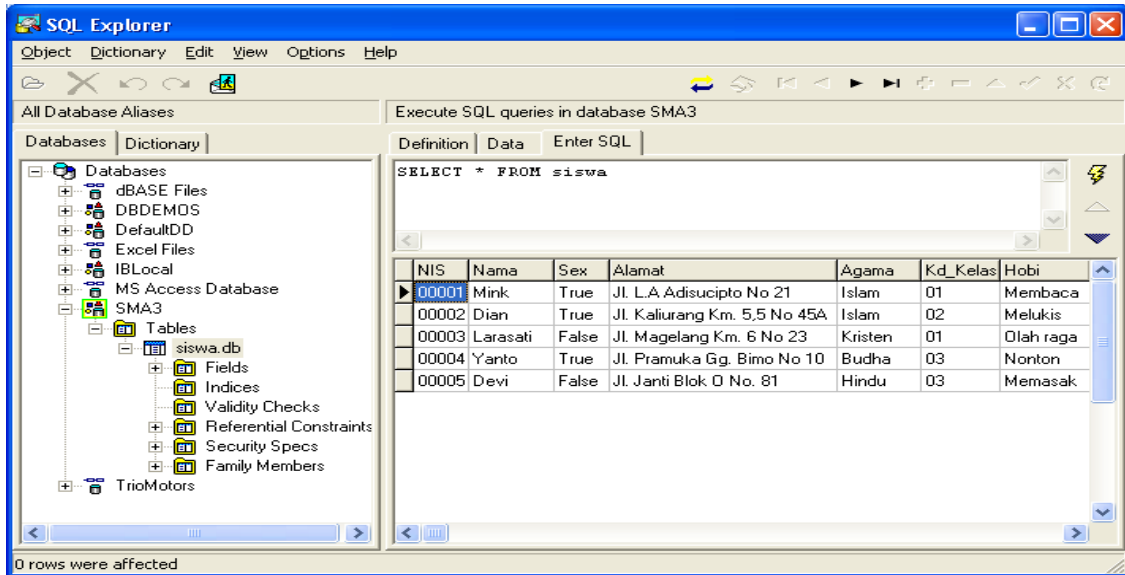 SQL Explorer
Object Dictionary Edit View Options Help
All Database Aliases
Execute SQL queries in database SMA3
Databases Dictionary
Definition Data Enter SQL
Databases
dBASE Files
DBDEMOS
DefaultDD
Excel Files
IBLocal
MS Access Database
SMA3
Tables
siswa.db
Fields
Indices
Validity Checks
Referential Constraints
Security Specs
Family Members
TrioMotors
SELECT * FROM siswa
NIS Nama Sex Alamat Agama Kd_Kelas Hobi
00001 Mink True Jl. L.A Adisucipto No 21 Islam 01 Membaca
00002 Dian True Jl. Kaliurang Km. 5,5 No 45A Islam 02 Melukis
00003 Larasati False Jl. Magelang Km. 6 No 23 Kristen 01 Olah raga
00004 Yanto True Jl. Pramuka Gg. Bimo No 10 Budha 03 Nonton
00005 Devi False Jl. Janti Blok O No. 81 Hindu 03 Memasak
0 rows were affected